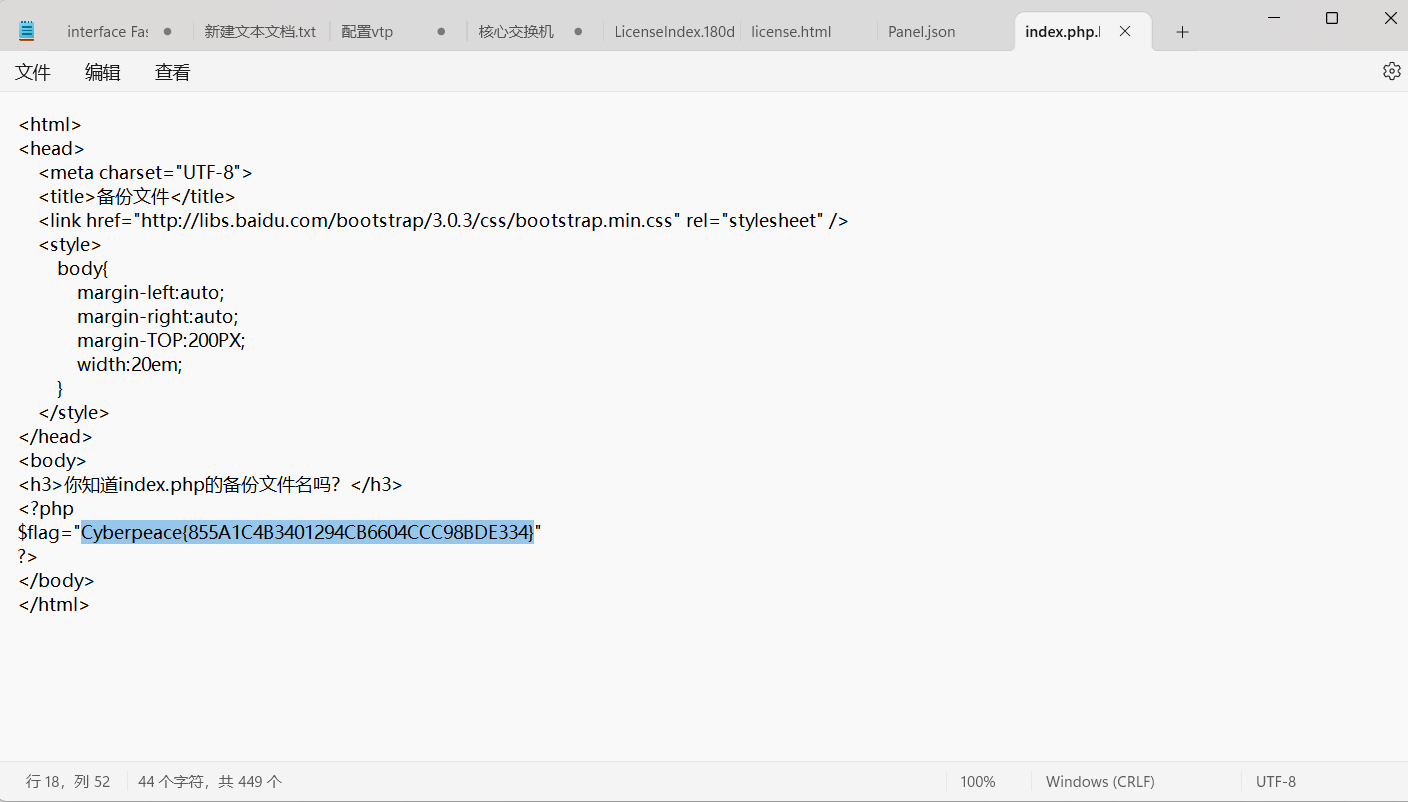 interface Fas
新建文本文档.txt
配置vtp
核心交换机
LicenseIndex.180d
license.html
Panel.json
index.php.
文件 编辑 查看
<html>
<head>
<meta charset="UTF-8">
<title>备份文件</title>
<link href="http://libs.baidu.com/bootstrap/3.0.3/css/bootstrap.min.css" rel="stylesheet" />
<style>
body{
margin-left:auto;
margin-right:auto;
margin-TOP:200PX;
width:20em;
}
</style>
</head>
<body>
<h3>你知道index.php的备份文件名吗？</h3>
<?php
$flag="Cyberpeace{855A1C4B3401294CB6604CCC98BDE334}"
?>
</body>
</html>
行 18，列 52
44 个字符，共 449 个
100%
Windows (CRLF)
UTF-8